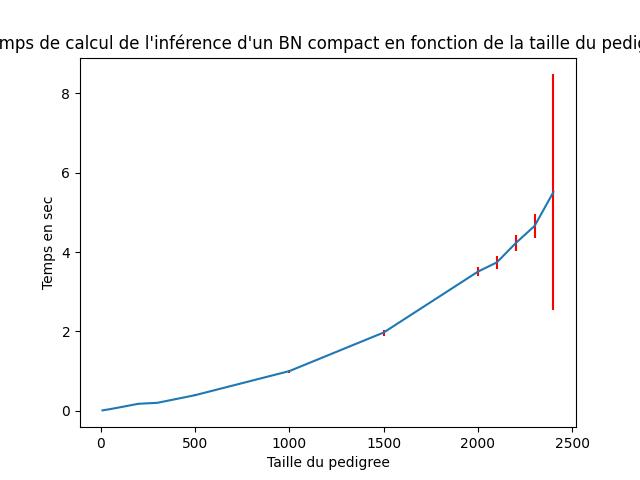 mps de calcul de l'inférence d'un BN compact en fonction de la taille du pedig
8
6
4
2
0
Temps en sec
0 500 1000 1500 2000 2500
Taille du pedigree